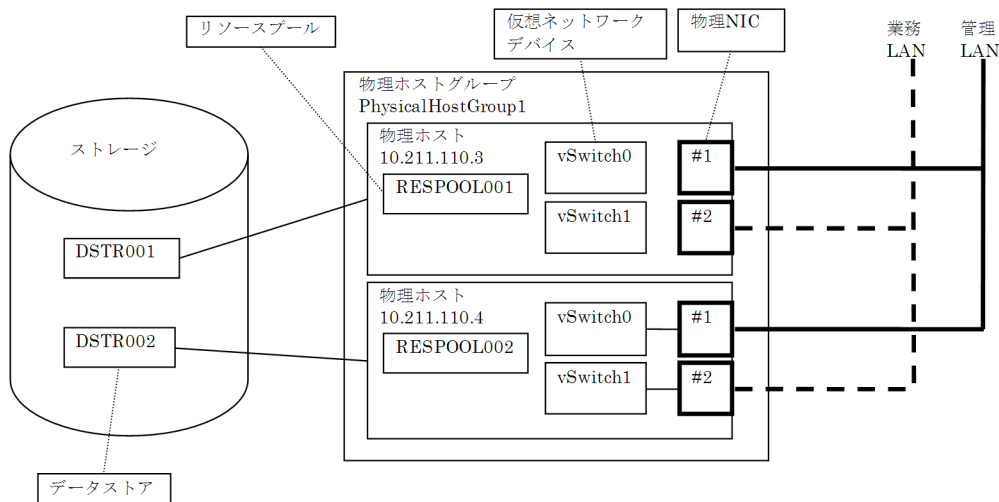 リソースプール
仮想ネットワーク
デバイス
物理NIC
業務
LAN
管理
LAN
物理ホストグループ
PhysicalHostGroup1
ストレージ
物理ホスト
10.211.110.3
RESPOOL001
vSwitch0
#1
vSwitch1
#2
DSTR001
物理ホスト
10.211.110.4
RESPOOL002
vSwitch0
#1
vSwitch1
#2
DSTR002
データストア